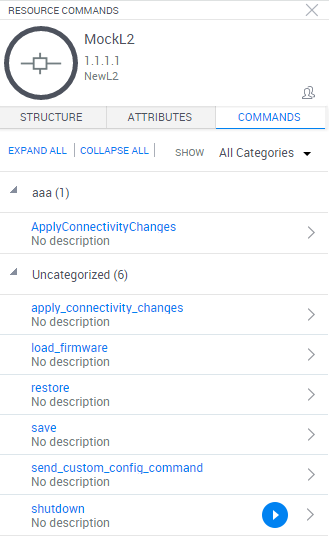 RESOURCE COMMANDS
MockL2
1.1.1.1
NewL2
STRUCTURE ATTRIBUTES COMMANDS
EXPAND ALL COLLAPSE ALL SHOW All Categories
aaa (1)
ApplyConnectivityChanges
No description
Uncategorized (6)
apply_connectivity_changes
No description
load_firmware
No description
restore
No description
save
No description
send_custom_config_command
No description
shutdown
No description